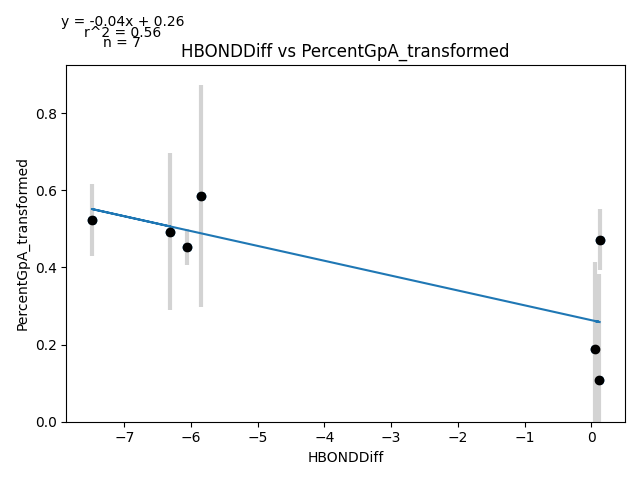 y = -0.04x + 0.26
r^2 = 0.56
n = 7
HBONDDiff vs PercentGpA_transformed
PercentGpA_transformed
0.8
0.6
0.4
0.2
0.0
−7 −6 −5 −4 −3 −2 −1 0
HBONDDiff